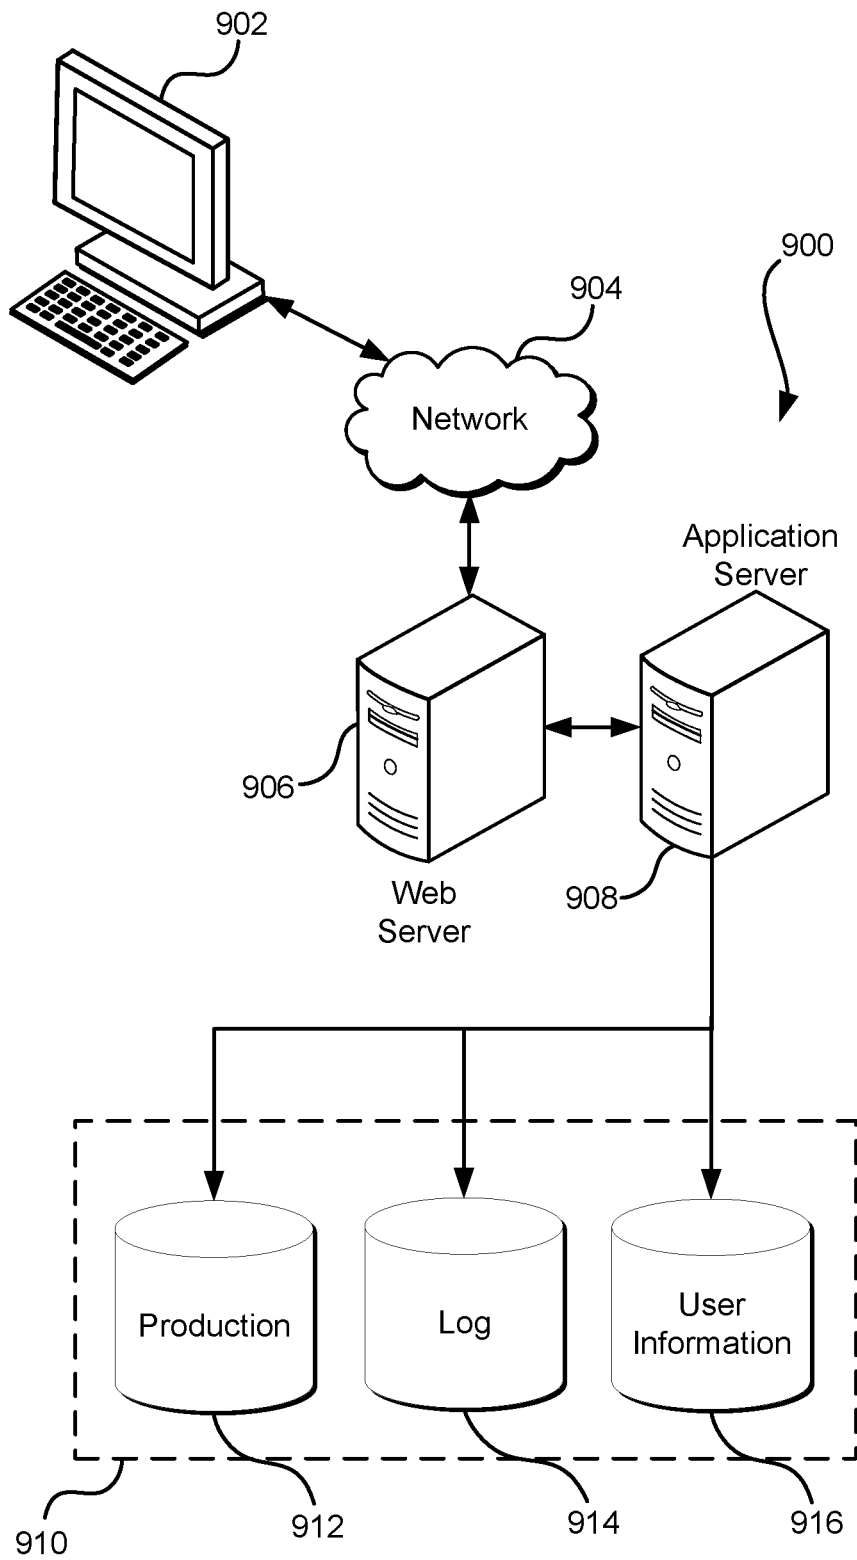 902
900
904
Network
Application
Server
906
Web
Server
908
Production
Log
User
Information
910
912
914
916